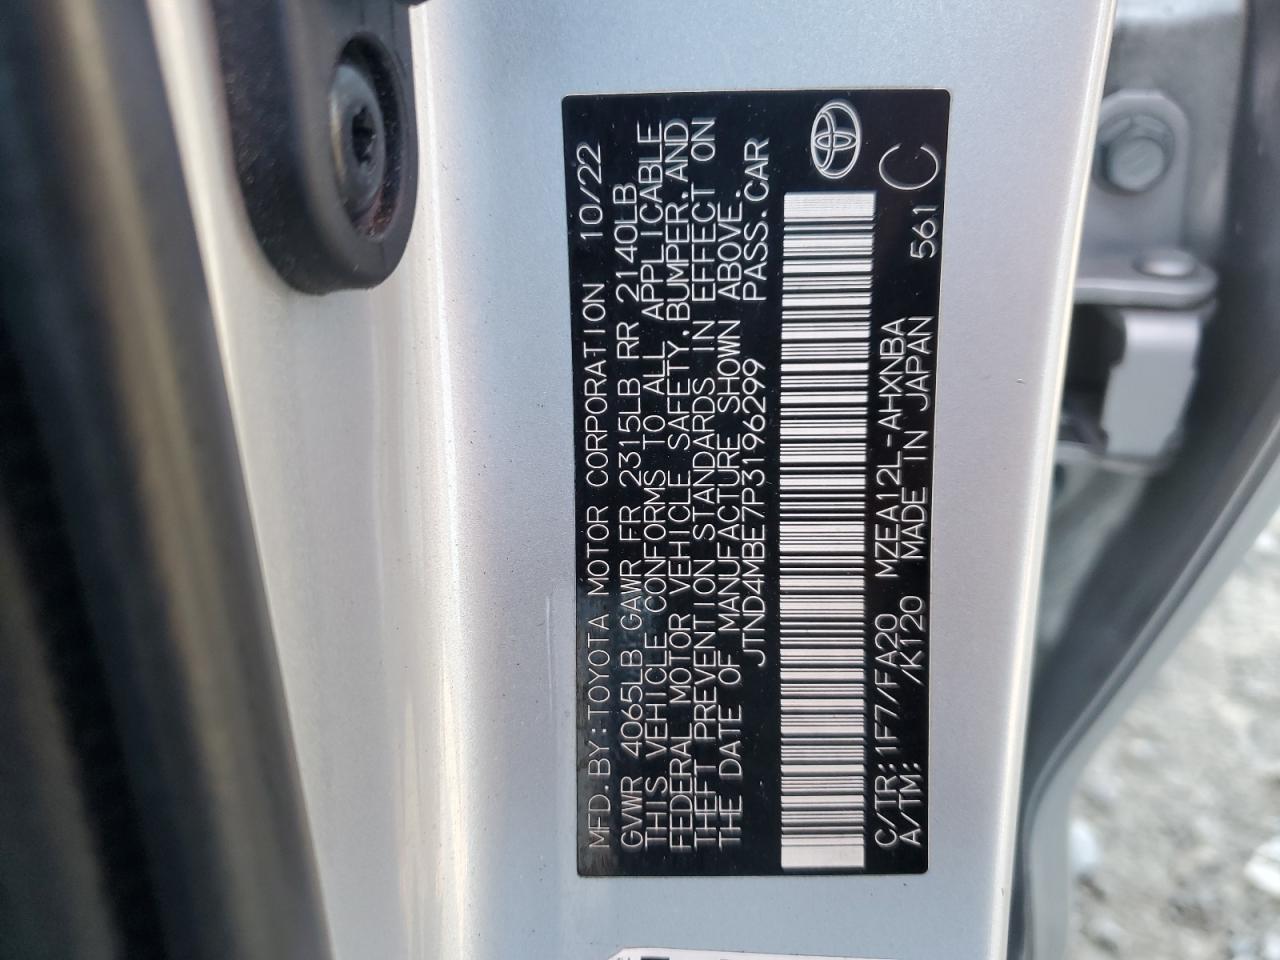 MFD.BY:TOYOTA MOTOR CORPORATION 10/22
GVWR 4065LB GAWR FR 2315LB RR 2140LB
THIS VEHICLE CONFORMS TO ALL APPLICABLE
FEDERAL MOTOR VEHICLE SAFETY,BUMPER,AND
THEFT PREVENTION STANDARDS IN EFFECT ON
THE DATE OF MANUFACTURE SHOWN ABOVE.
JTND4MBE7P3196299 PASS.CAR
C/TR:1F7/FA20 MZEA12L-AHXNBA 561
A/TM: /K120 MADE IN JAPAN C